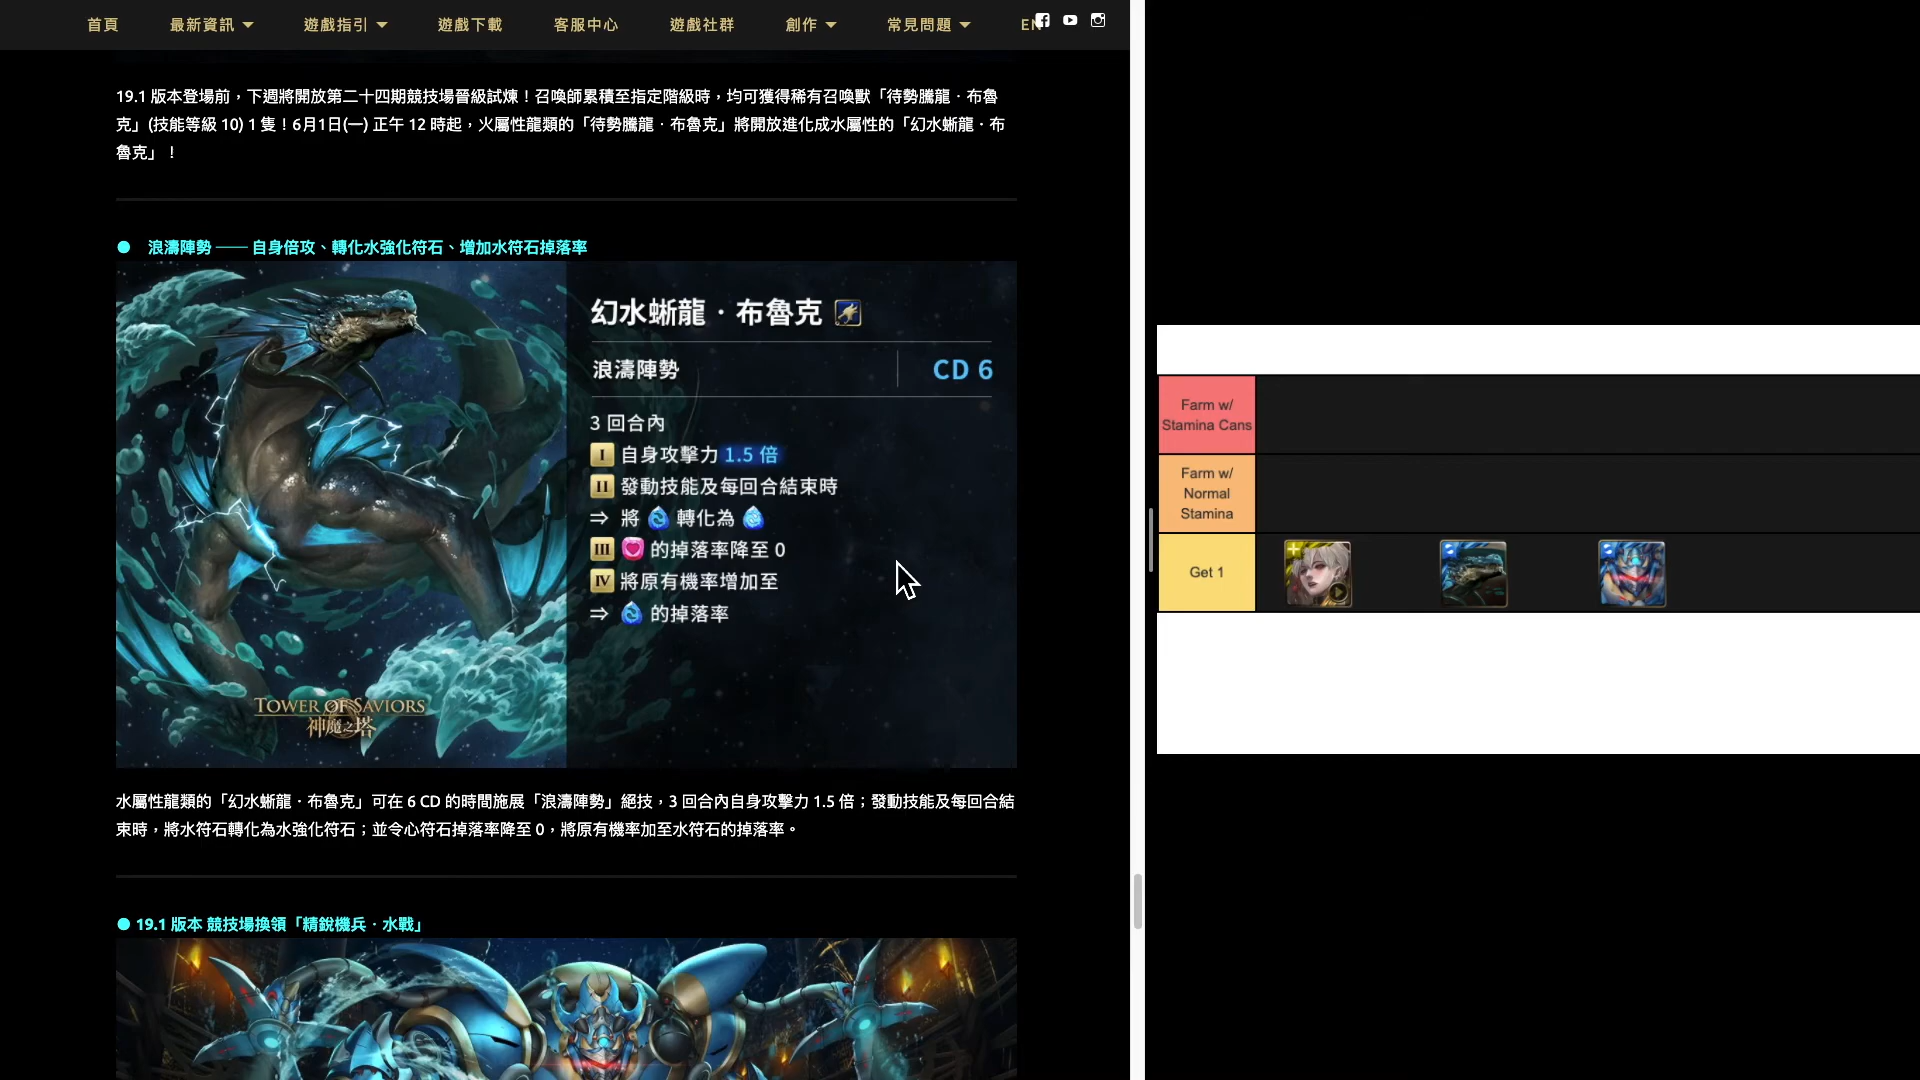 首頁
最新資訊
遊戲指引
遊戲下載
客服中心
遊戲社群
創作
常見問題
EN
19.1 版本登場前，下週將開放第二十四期競技場晉級試煉！召喚師累積至指定階級時，均可獲得稀有召喚獸「待勢騰龍．布魯
克」(技能等級 10) 1 隻！6月1日(一) 正午 12 時起，火屬性龍類的「待勢騰龍．布魯克」將開放進化成水屬性的「幻水蜥龍．布
魯克」！
● 浪濤陣勢 —— 自身倍攻、轉化水強化符石、增加水符石掉落率
幻水蜥龍．布魯克
浪濤陣勢
CD 6
3 回合內
I 自身攻擊力 1.5 倍
II 發動技能及每回合結束時
⇒ 將 轉化為
III 的掉落率降至 0
IV 將原有機率增加至
⇒ 的掉落率
TOWER OF SAVIORS
神魔之塔
水屬性龍類的「幻水蜥龍．布魯克」可在 6 CD 的時間施展「浪濤陣勢」絕技，3 回合內自身攻擊力 1.5 倍；發動技能及每回合結
束時，將水符石轉化為水強化符石；並令心符石掉落率降至 0，將原有機率加至水符石的掉落率。
● 19.1 版本 競技場換領「精銳機兵．水戰」
Farm w/
Stamina Cans
Farm w/
Normal
Stamina
Get 1